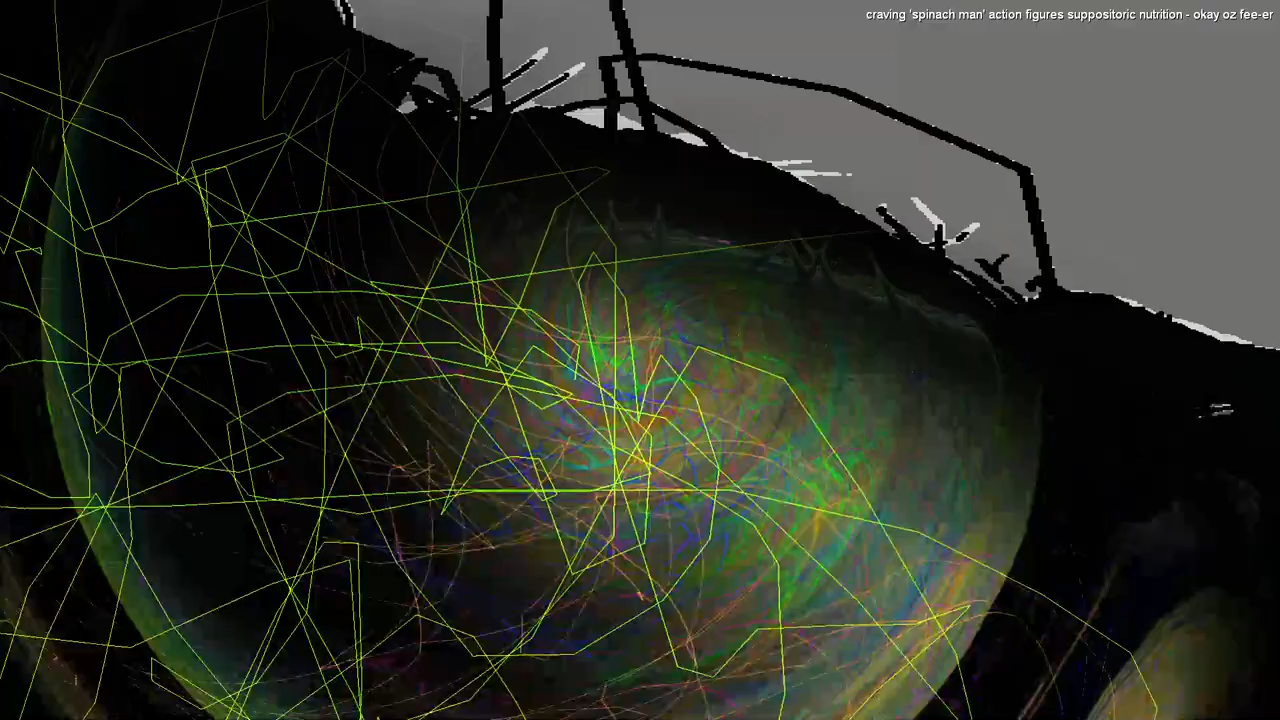 craving 'spinach man' action figures suppositoric nutrition - okay oz fee-er